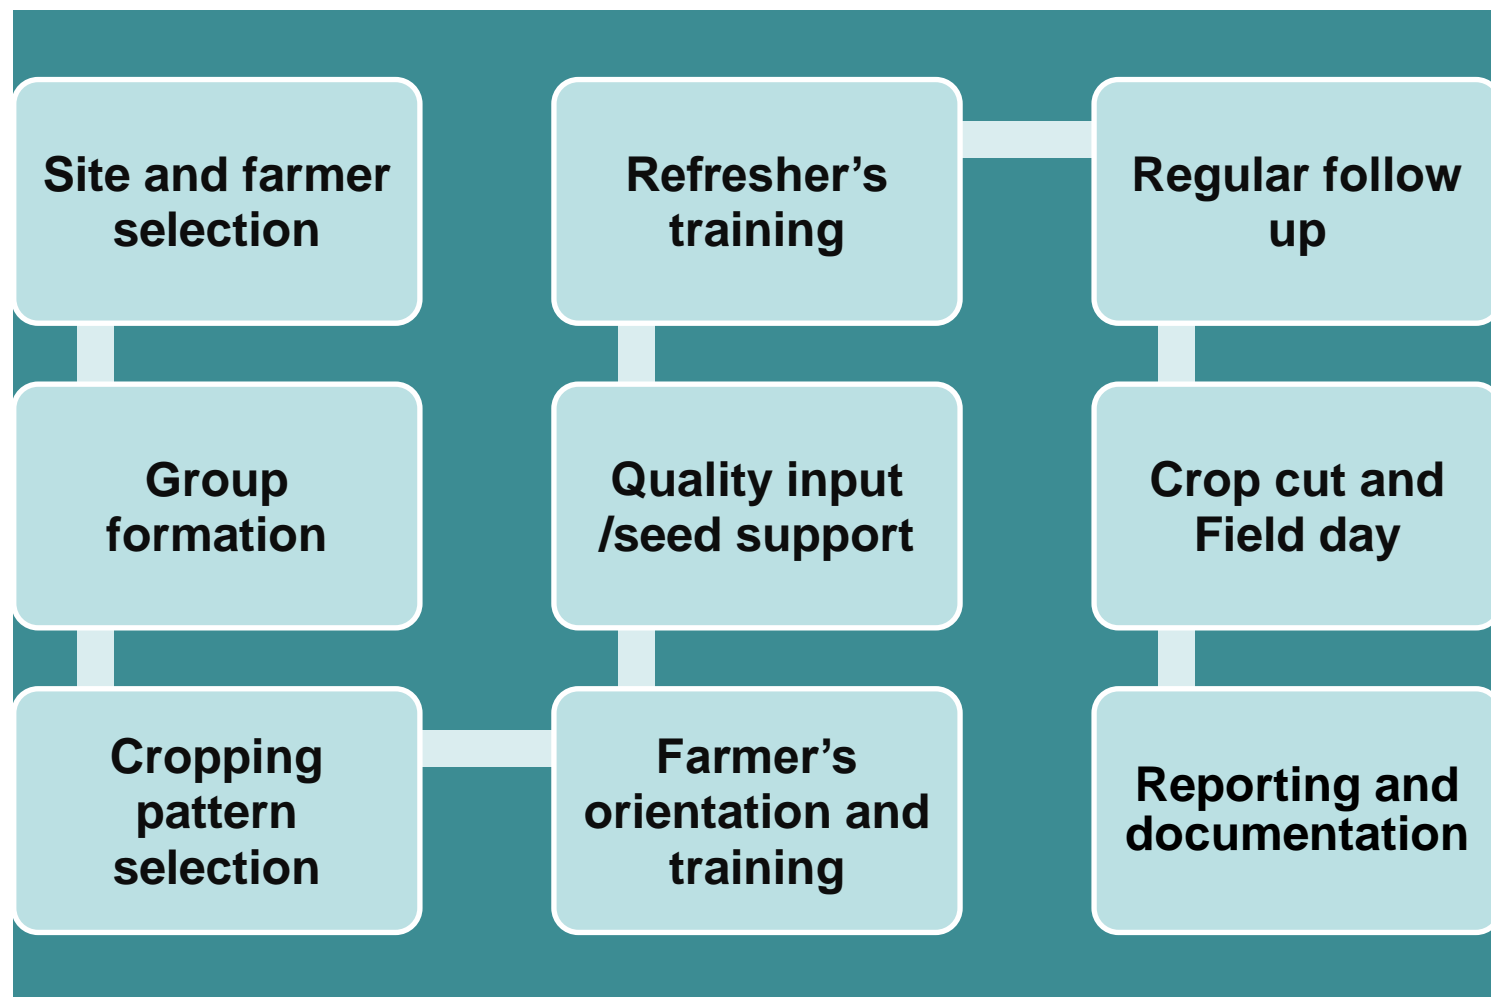 Site and farmer
selection
Group
formation
Cropping
pattern
selection
Farmer’s
orientation and
training
Quality input
/seed support
Refresher’s
training
Regular follow
up
Crop cut and
Field day
Reporting and
documentation